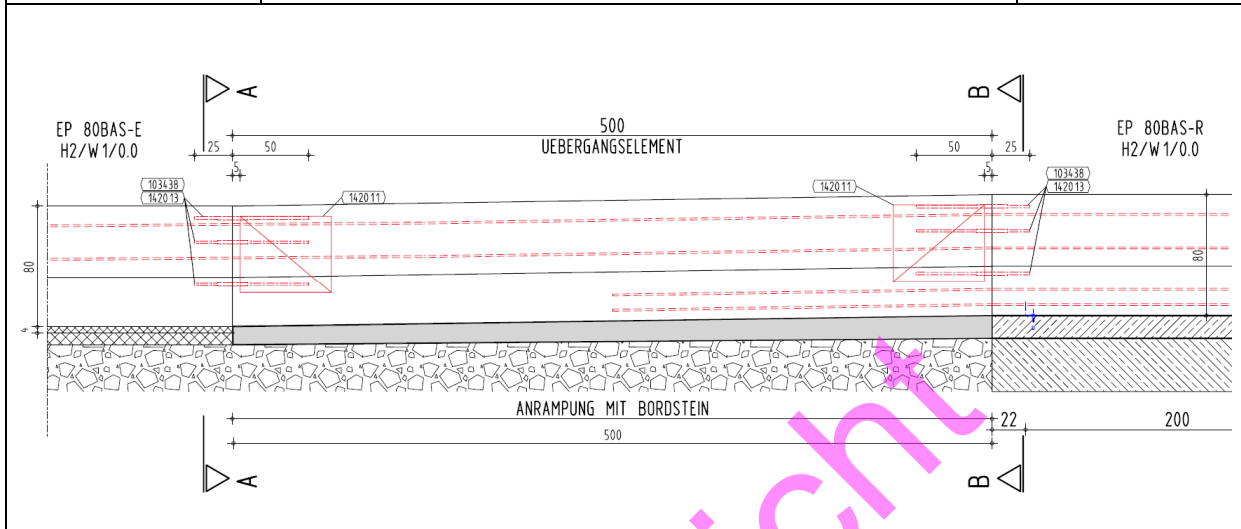 A
B
EP 80BAS-E
H2/W1/0.0
500
UEBERGANGSELEMENT
EP 80BAS-R
H2/W1/0.0
25
50
5
50
25
5
103438
142013
142011
142011
103438
142013
80
80
4
ANRAMPUNG MIT BORDSTEIN
22
200
500
A
B
icht